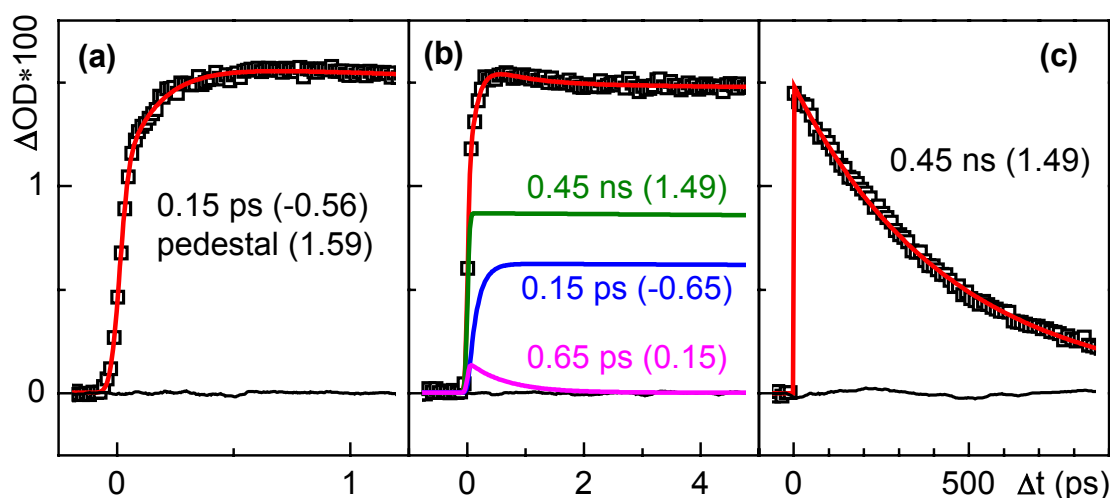 ΔOD*100
1
0
(a)
0.15 ps (-0.56)
pedestal (1.59)
0 1
(b)
0.45 ns (1.49)
0.15 ps (-0.65)
0.65 ps (0.15)
0 2 4
(c)
0.45 ns (1.49)
0 500 Δt (ps)